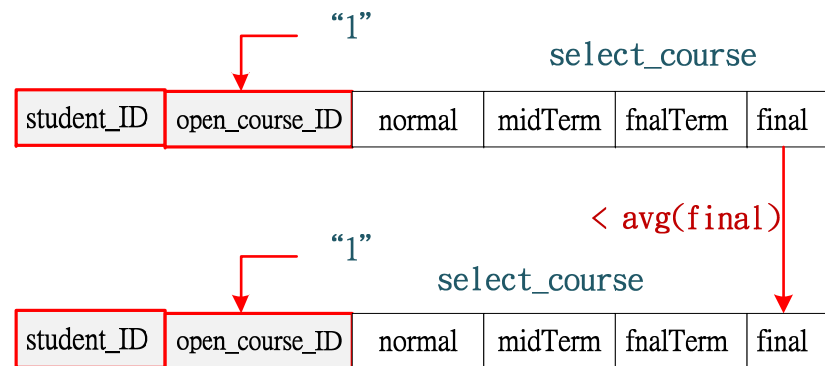 “1”
select_course
student_ID open_course_ID normal midTerm fnalTerm final
< avg(final)
“1”
select_course
student_ID open_course_ID normal midTerm fnalTerm final